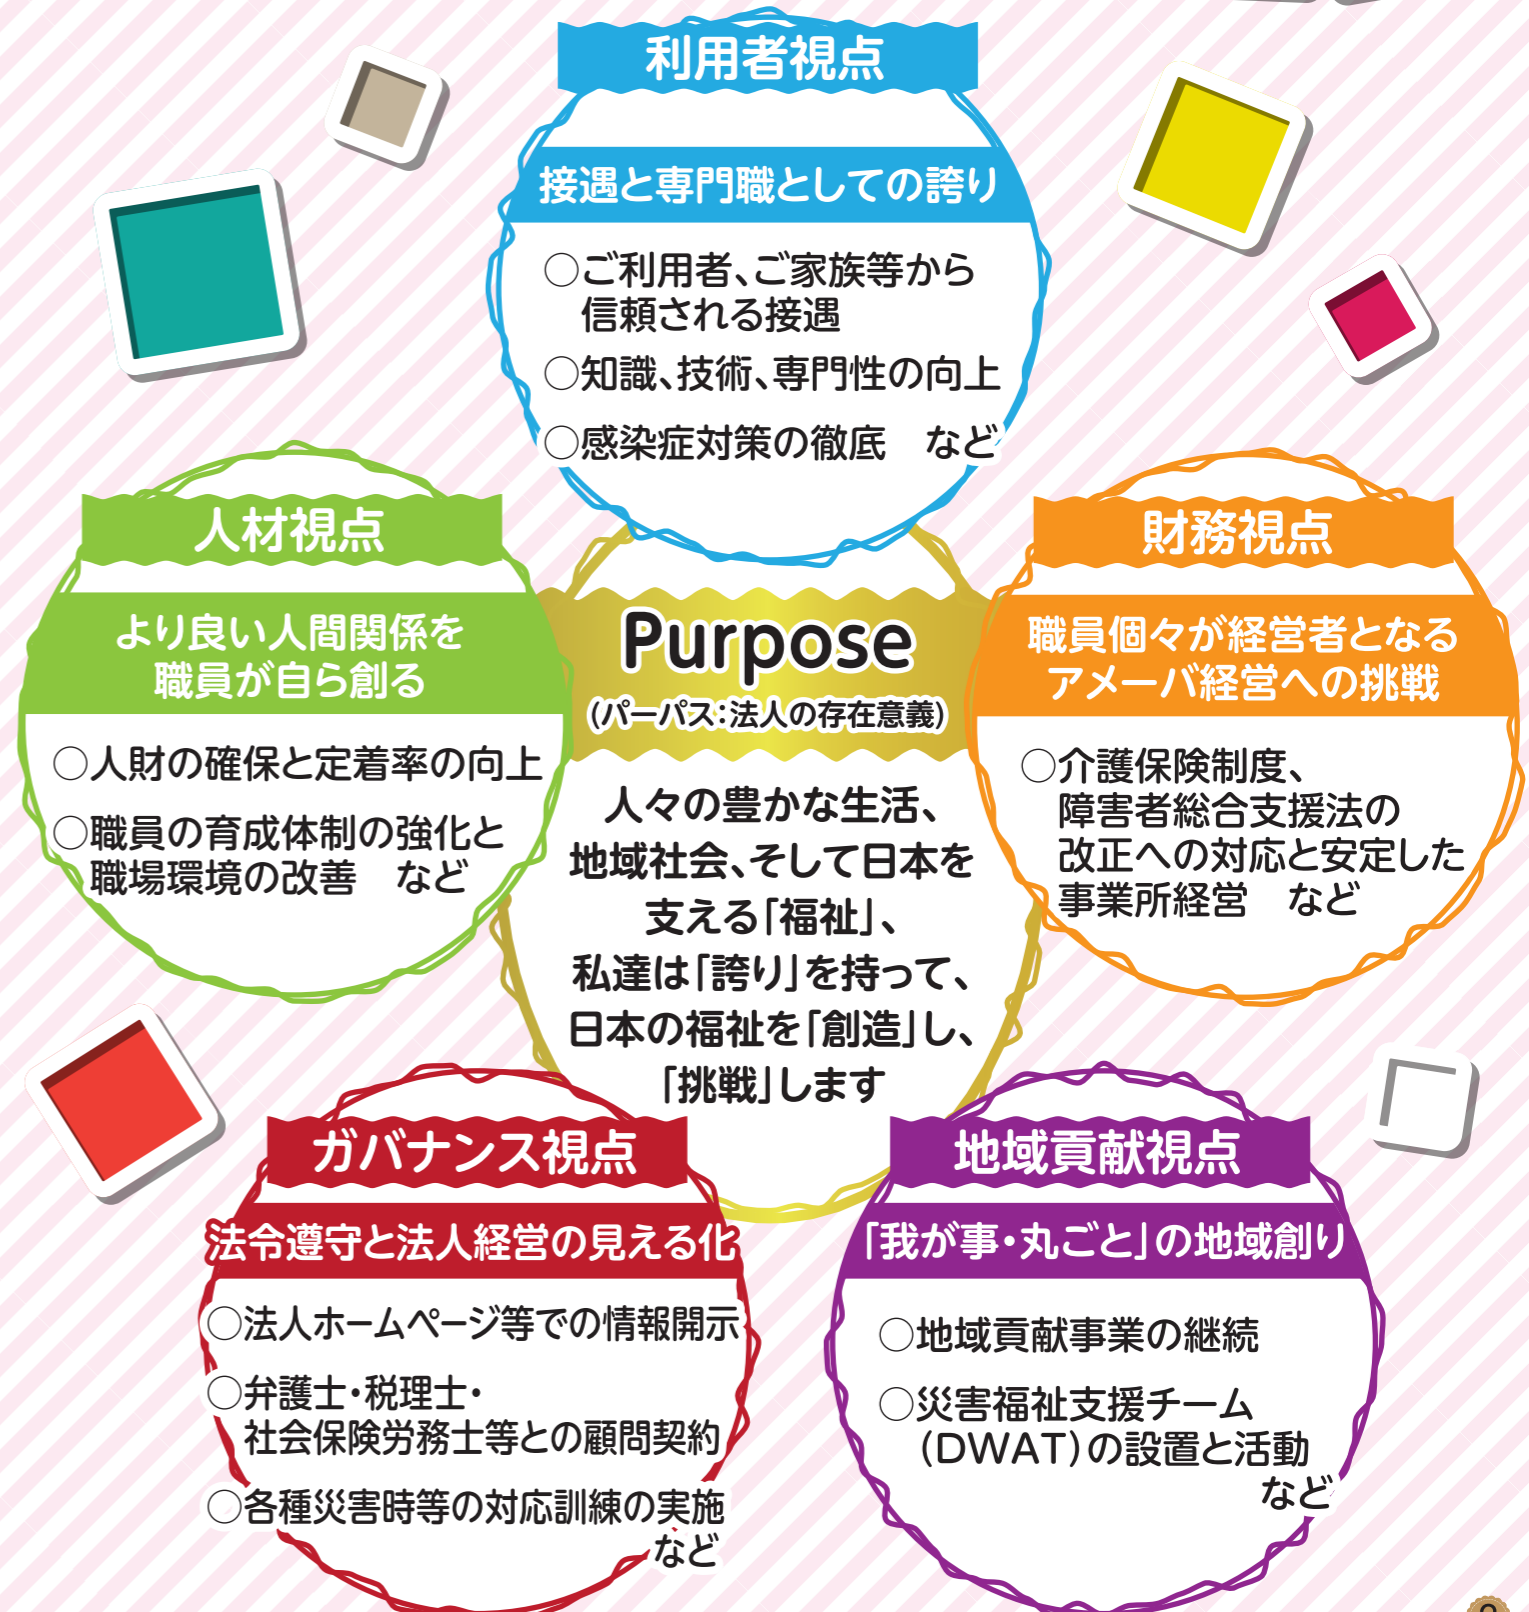 利用者視点
接遇と専門職としての誇り
○ご利用者、ご家族等から
信頼される接遇
○知識、技術、専門性の向上
○感染症対策の徹底　など
人材視点
より良い人間関係を
職員が自ら創る
○人財の確保と定着率の向上
○職員の育成体制の強化と
職場環境の改善　など
Purpose
(パーパス:法人の存在意義)
人々の豊かな生活、
地域社会、そして日本を
支える「福祉」、
私達は「誇り」を持って、
日本の福祉を「創造」し、
「挑戦」します
財務視点
職員個々が経営者となる
アメーバ経営への挑戦
○介護保険制度、
障害者総合支援法の
改正への対応と安定した
事業所経営　など
ガバナンス視点
法令遵守と法人経営の見える化
○法人ホームページ等での情報開示
○弁護士・税理士・
社会保険労務士等との顧問契約
○各種災害時等の対応訓練の実施
など
地域貢献視点
「我が事・丸ごと」の地域創り
○地域貢献事業の継続
○災害福祉支援チーム
(DWAT)の設置と活動
など